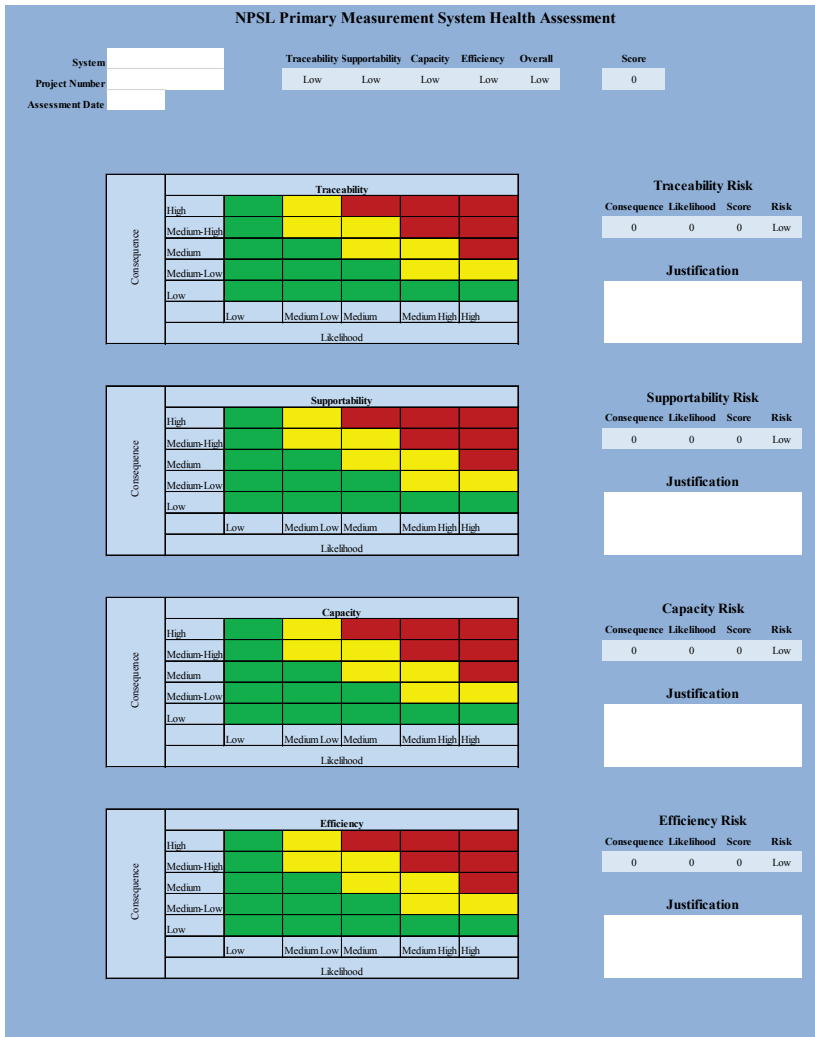 NPSL Primary Measurement System Health Assessment
System
Project Number
Assessment Date
Traceability Supportability Capacity Efficiency Overall Score
Low Low Low Low Low 0
Consequence
Traceability
High
Medium-High
Medium
Medium-Low
Low
Low Medium Low Medium Medium High High
Likelihood
Traceability Risk
Consequence Likelihood Score Risk
0 0 0 Low
Justification
Consequence
Supportability
High
Medium-High
Medium
Medium-Low
Low
Low Medium Low Medium Medium High High
Likelihood
Supportability Risk
Consequence Likelihood Score Risk
0 0 0 Low
Justification
Consequence
Capacity
High
Medium-High
Medium
Medium-Low
Low
Low Medium Low Medium Medium High High
Likelihood
Capacity Risk
Consequence Likelihood Score Risk
0 0 0 Low
Justification
Consequence
Efficiency
High
Medium-High
Medium
Medium-Low
Low
Low Medium Low Medium Medium High High
Likelihood
Efficiency Risk
Consequence Likelihood Score Risk
0 0 0 Low
Justification